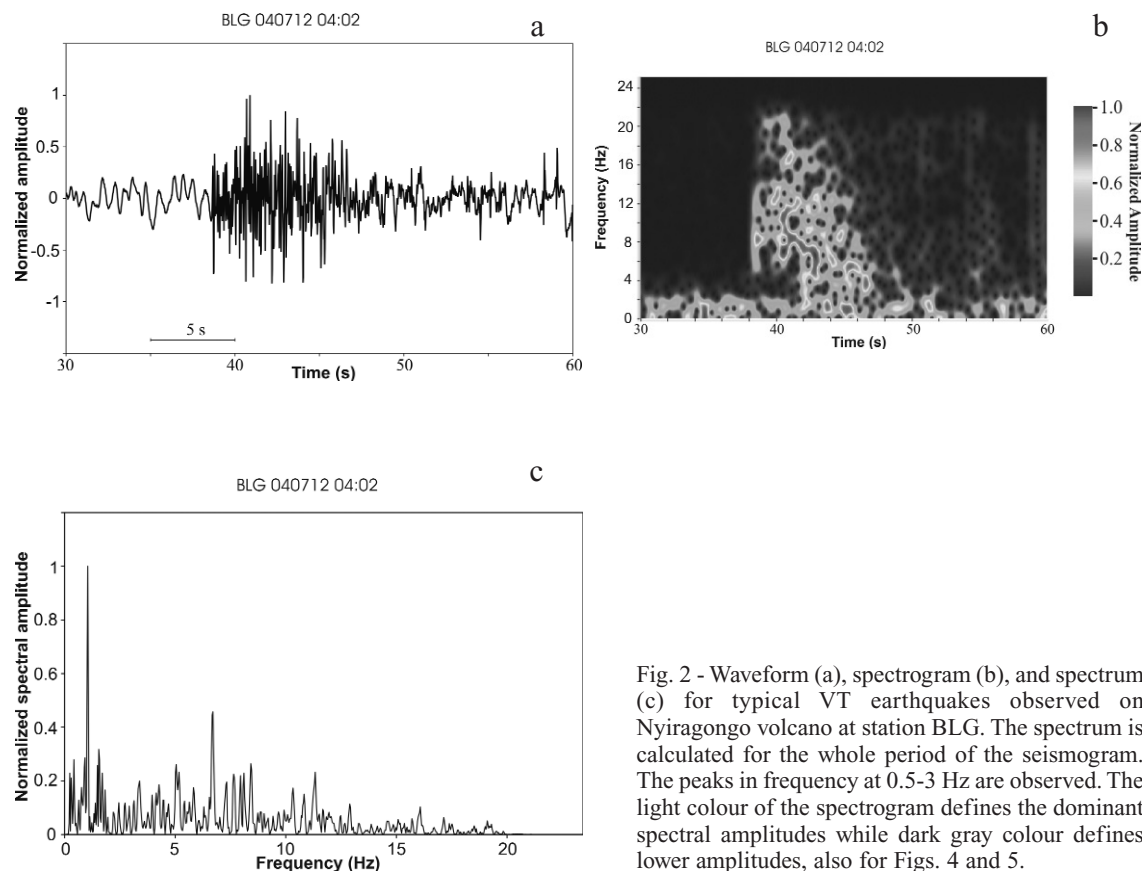 BLG 040712 04:02
a
Normalized amplitude
1
0.5
0
-0.5
-1
5 s
30
40
50
60
Time (s)
b
BLG 040712 04:02
Frequency (Hz)
24
20
16
12
8
4
0
30
40
50
60
Time (s)
1.0
0.8
0.6
0.4
0.2
Normalized Amplitude
c
BLG 040712 04:02
Normalized spectral amplitude
1
0.8
0.6
0.4
0.2
0
0
5
10
15
20
Frequency (Hz)
Fig. 2 - Waveform (a), spectrogram (b), and spectrum
(c) for typical VT earthquakes observed on
Nyiragongo volcano at station BLG. The spectrum is
calculated for the whole period of the seismogram.
The peaks in frequency at 0.5-3 Hz are observed. The
light colour of the spectrogram defines the dominant
spectral amplitudes while dark gray colour defines
lower amplitudes, also for Figs. 4 and 5.